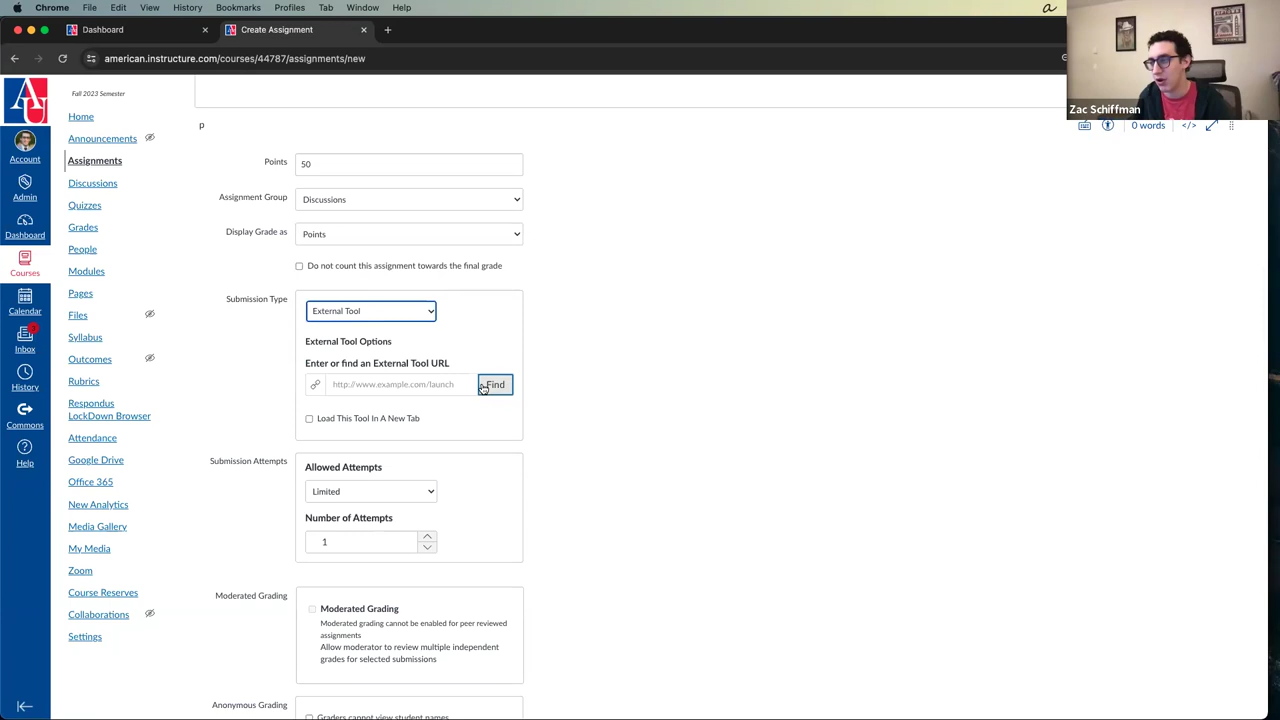 Chrome File Edit View History Bookmarks Profiles Tab Window Help
a
Dashboard
Create Assignment
american.instructure.com/courses/44787/assignments/new
Zac Schiffman
AU
Fall 2023 Semester
Home
Announcements
Assignments
Discussions
Quizzes
Grades
People
Modules
Pages
Files
Syllabus
Outcomes
Rubrics
Respondus
LockDown Browser
Attendance
Google Drive
Office 365
New Analytics
Media Gallery
My Media
Zoom
Course Reserves
Collaborations
Settings
Account
Admin
Dashboard
Courses
Calendar
Inbox
History
Commons
Help
p
0 words
</>
Points
50
Assignment Group
Discussions
Display Grade as
Points
Do not count this assignment towards the final grade
Submission Type
External Tool
External Tool Options
Enter or find an External Tool URL
http://www.example.com/launch
Find
Load This Tool In A New Tab
Submission Attempts
Allowed Attempts
Limited
Number of Attempts
1
Moderated Grading
Moderated Grading
Moderated grading cannot be enabled for peer reviewed
assignments
Allow moderator to review multiple independent
grades for selected submissions
Anonymous Grading
Graders cannot view student names